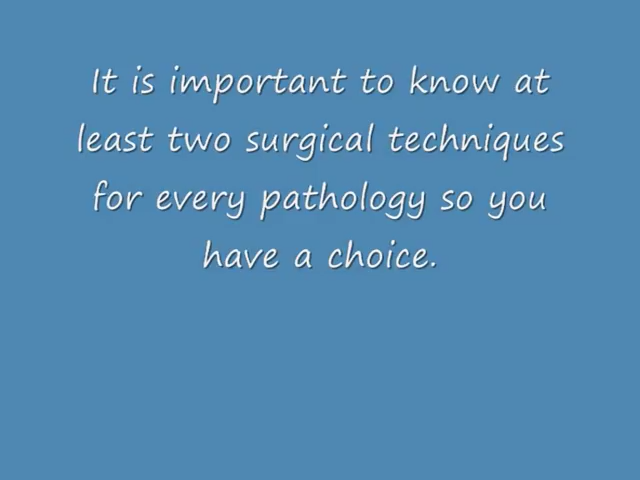 It is important to know at
least two surgical techniques
for every pathology so you
have a choice.